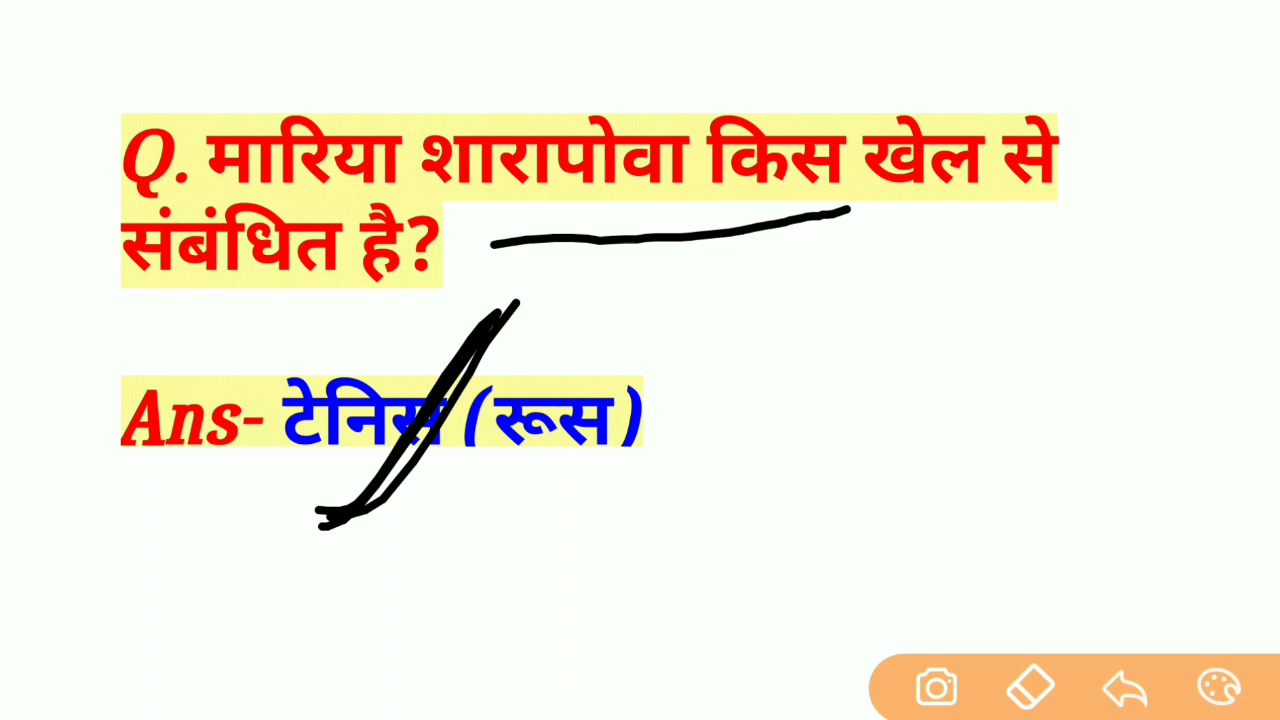 Q. मारिया शारापोवा किस खेल से
संबंधित है?
Ans- टेनिस (रूस)